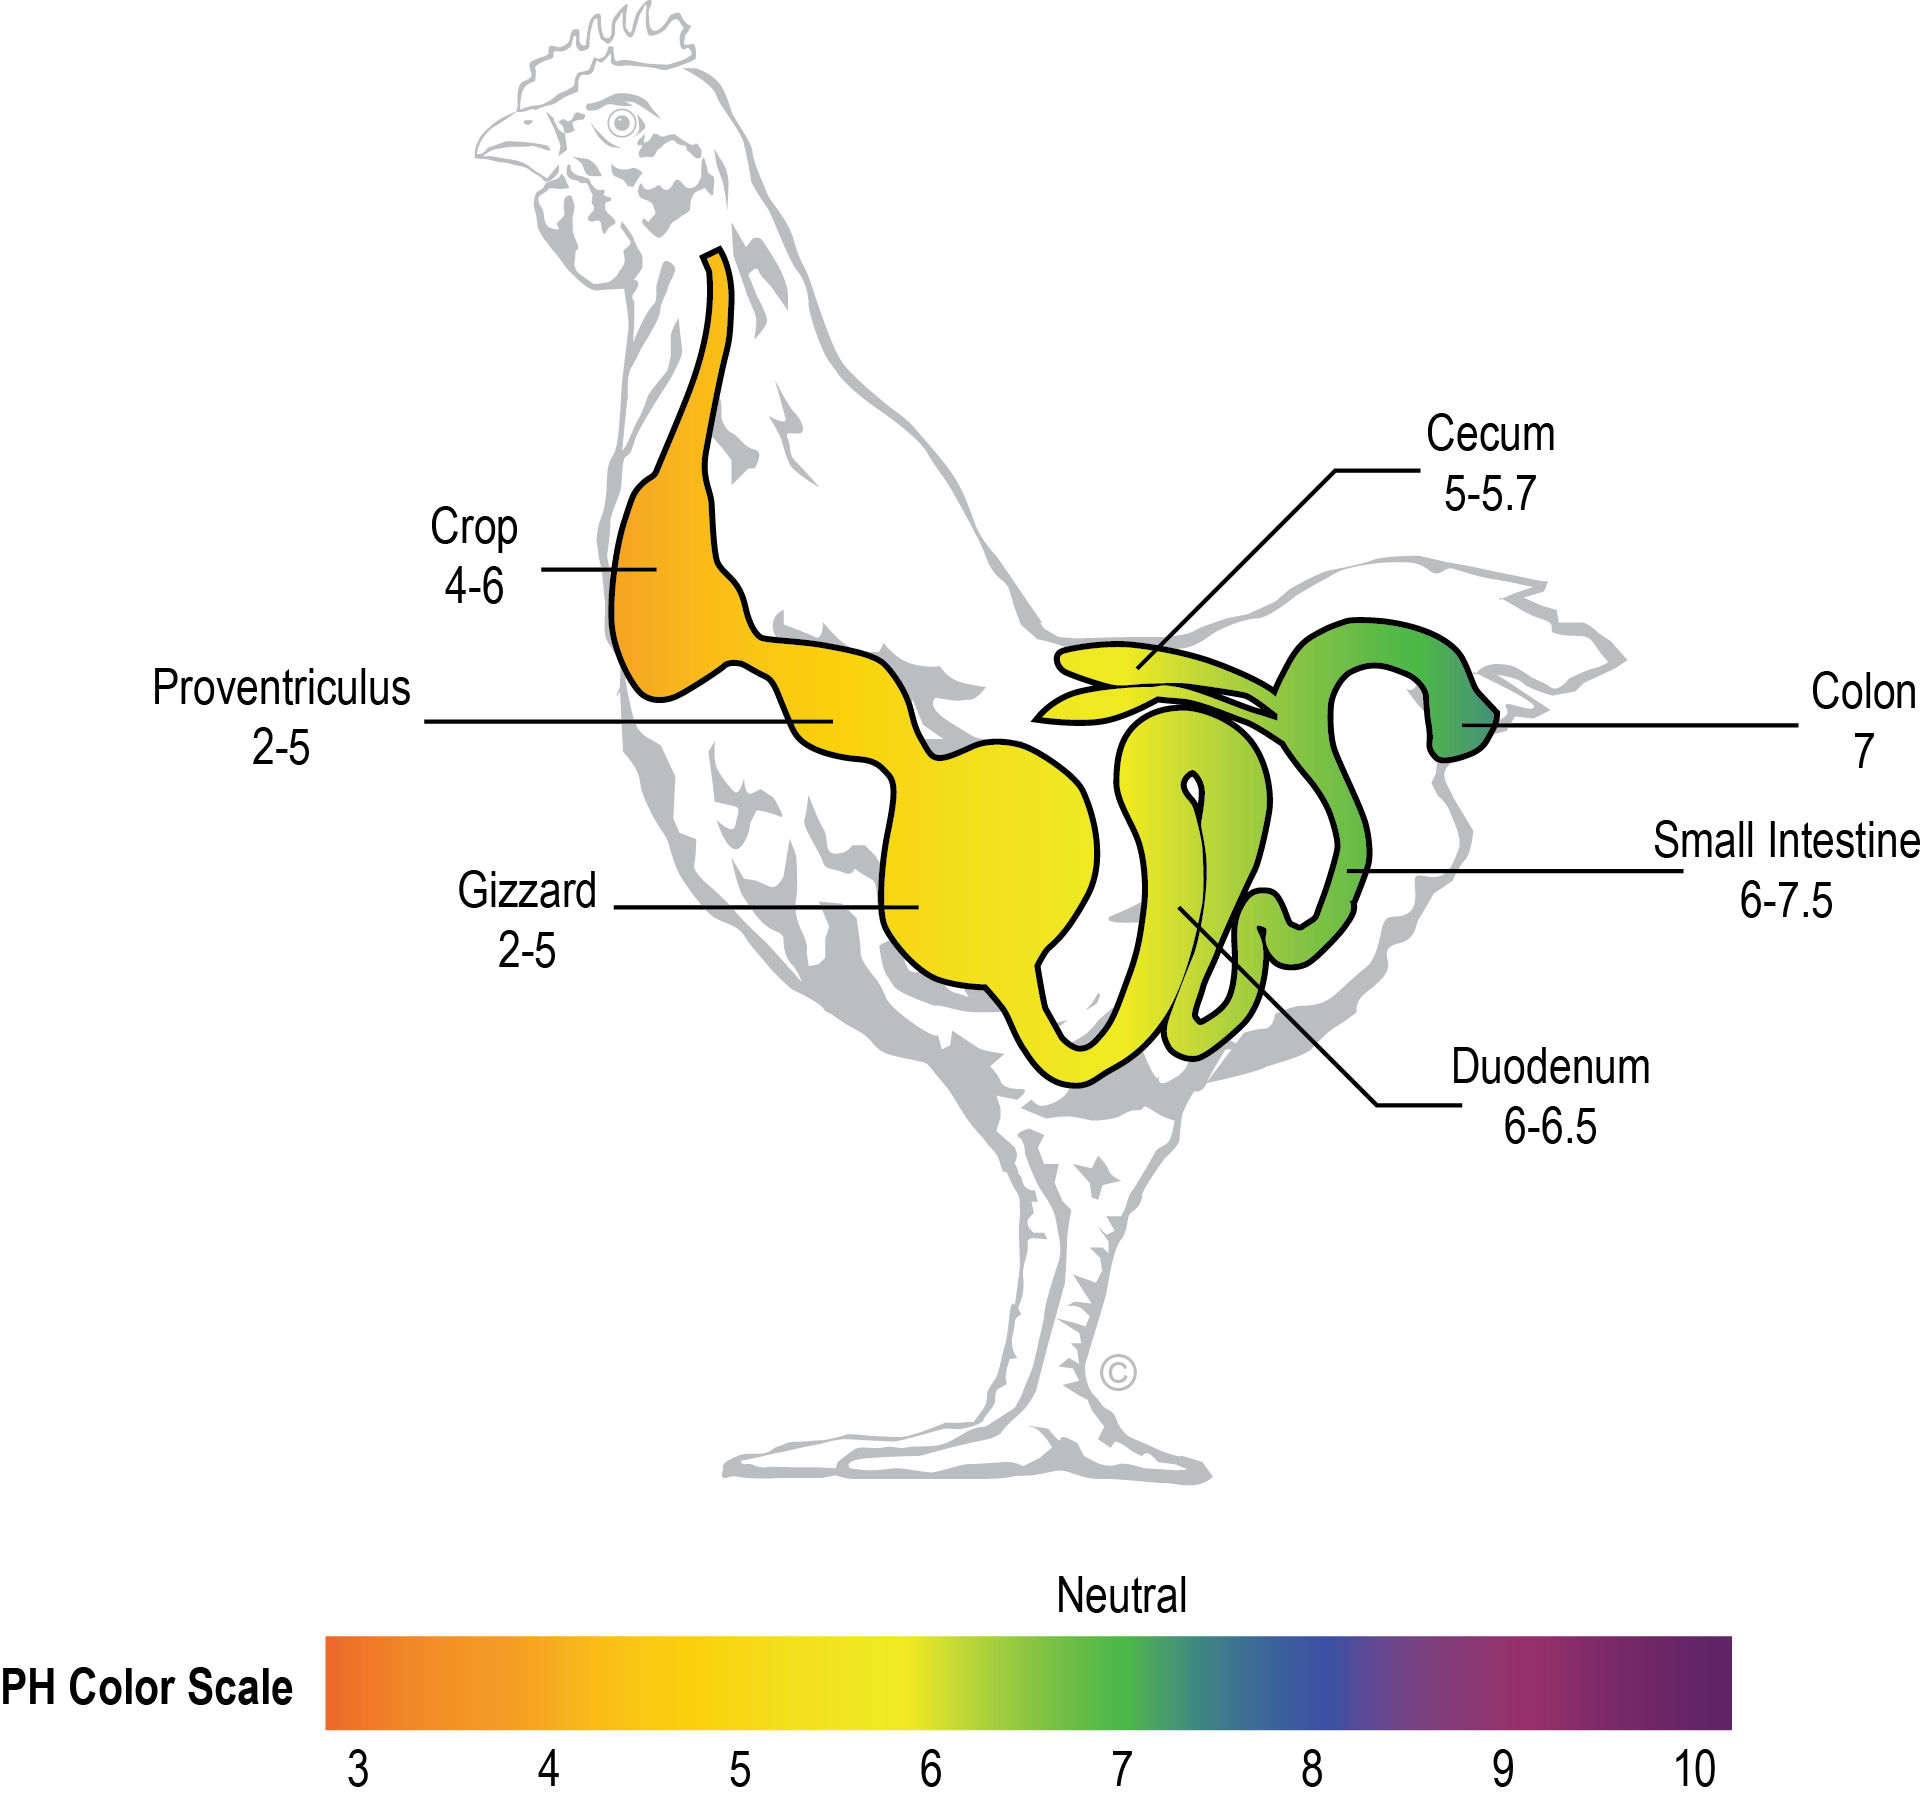 Cecum
5-5.7
Crop
4-6
Proventriculus
2-5
Colon
7
Small Intestine
6-7.5
Gizzard
2-5
Duodenum
6-6.5
©
Neutral
PH Color Scale
3 4 5 6 7 8 9 10